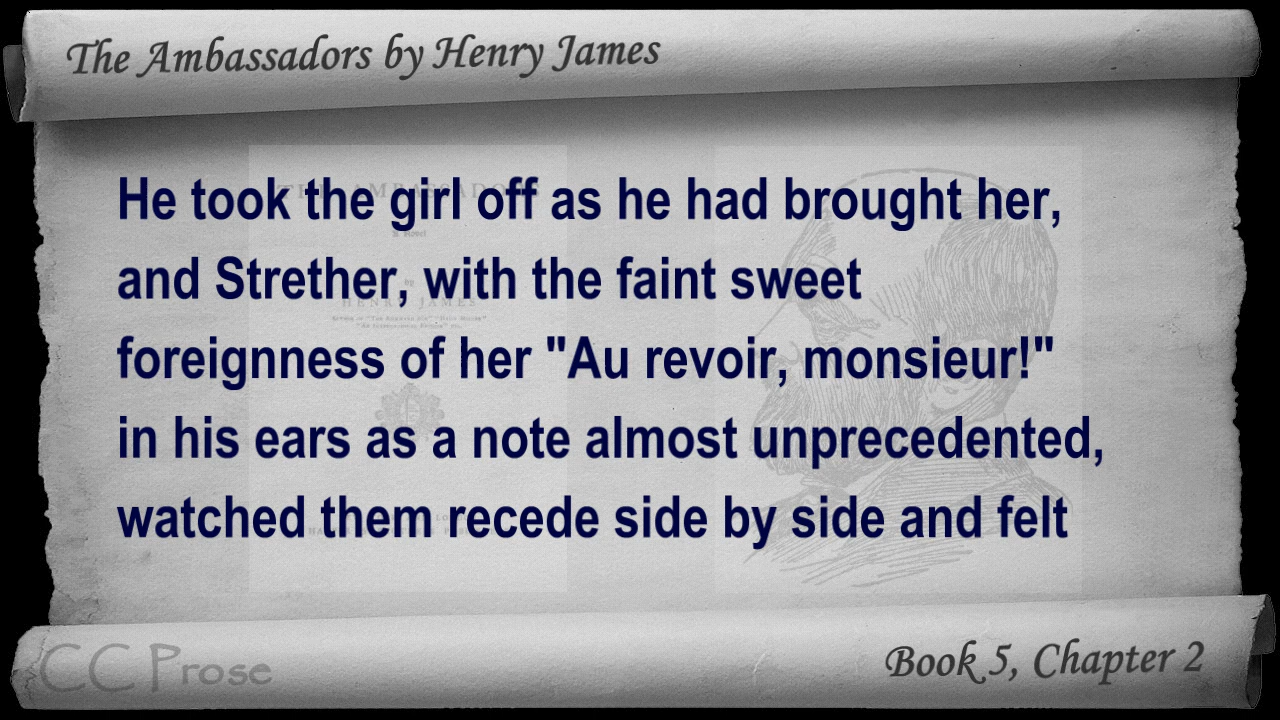 The Ambassadors by Henry James
He took the girl off as he had brought her,
and Strether, with the faint sweet
foreignness of her "Au revoir, monsieur!"
in his ears as a note almost unprecedented,
watched them recede side by side and felt
CC Prose
Book 5, Chapter 2